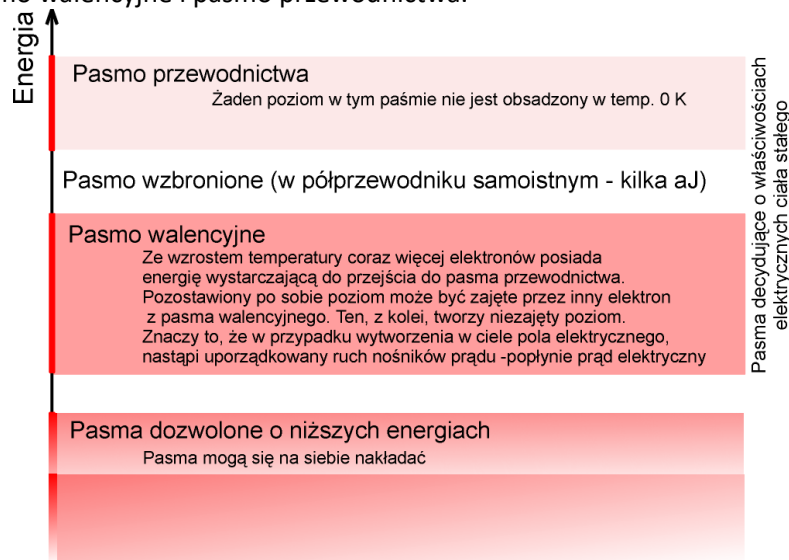 no walencyjne i pasmo przewodnictwa.
Energia
Pasmo przewodnictwa
Żaden poziom w tym paśmie nie jest obsadzony w temp. 0 K
Pasmo wzbronione (w półprzewodniku samoistnym - kilka aJ)
Pasmo walencyjne
Ze wzrostem temperatury coraz więcej elektronów posiada
energię wystarczającą do przejścia do pasma przewodnictwa.
Pozostawiony po sobie poziom może być zajęte przez inny elektron
z pasma walencyjnego. Ten, z kolei, tworzy niezajęty poziom.
Znaczy to, że w przypadku wytworzenia w ciele pola elektrycznego,
nastąpi uporządkowany ruch nośników prądu -popłynie prąd elektryczny
Pasma dozwolone o niższych energiach
Pasma mogą się na siebie nakładać
Pasma decydujące o właściwościach
elektrycznych ciała stałego